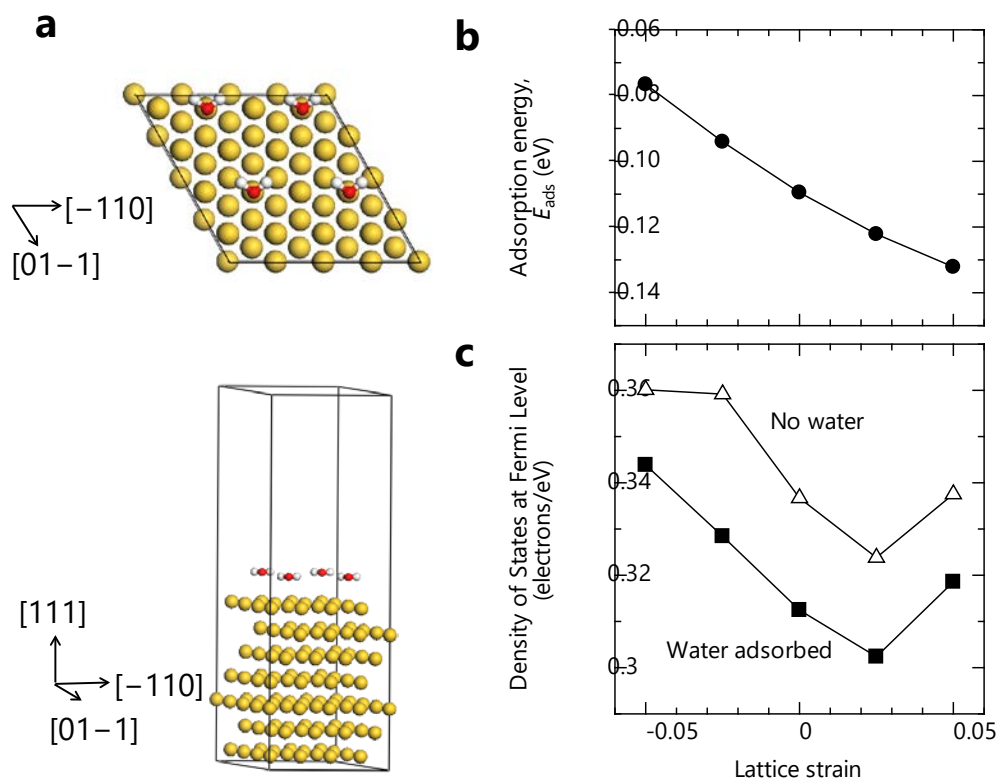 a
[−110]
[01−1]
[111]
[−110]
[01−1]
b
Adsorption energy,
E_ads (eV)
0.06
0.08
0.10
0.12
0.14
c
Density of States at Fermi Level
(electrons/eV)
0.36
0.34
0.32
0.3
No water
Water adsorbed
-0.05
0
0.05
Lattice strain